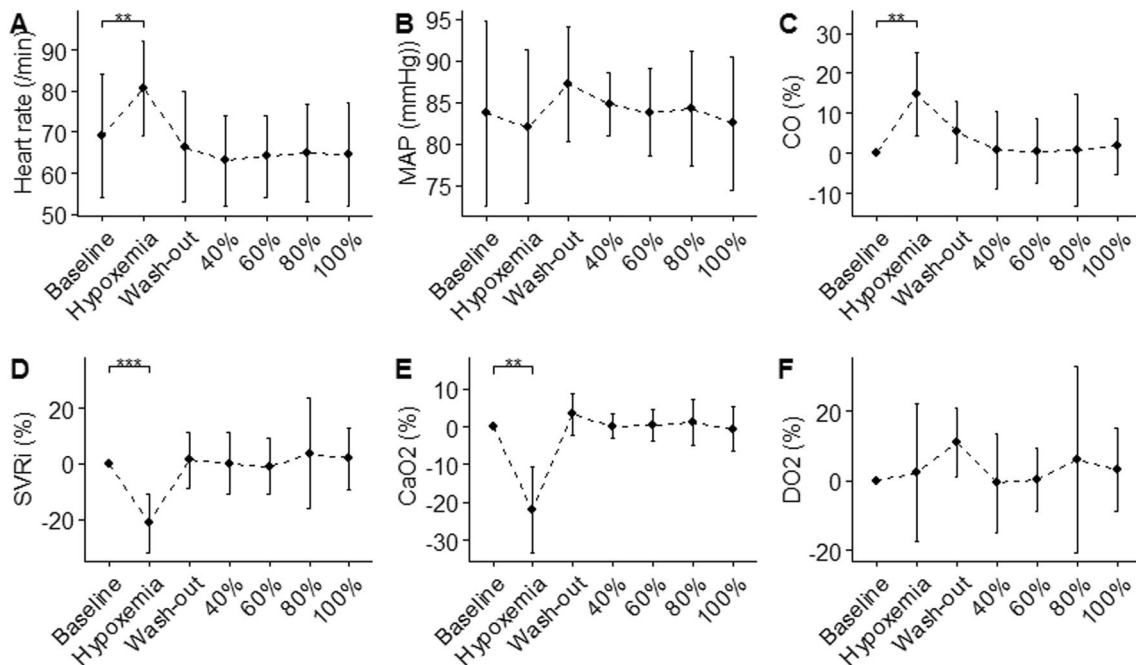 A
**
Heart rate (/min)
90
80
70
60
50
Baseline
Hypoxemia
Wash-out
40%
60%
80%
100%
B
MAP (mmHg))
95
90
85
80
75
Baseline
Hypoxemia
Wash-out
40%
60%
80%
100%
C
**
CO (%)
30
20
10
0
-10
Baseline
Hypoxemia
Wash-out
40%
60%
80%
100%
D
***
SVRi (%)
20
0
-20
Baseline
Hypoxemia
Wash-out
40%
60%
80%
100%
E
**
CaO2 (%)
10
0
-10
-20
-30
Baseline
Hypoxemia
Wash-out
40%
60%
80%
100%
F
DO2 (%)
20
0
-20
Baseline
Hypoxemia
Wash-out
40%
60%
80%
100%